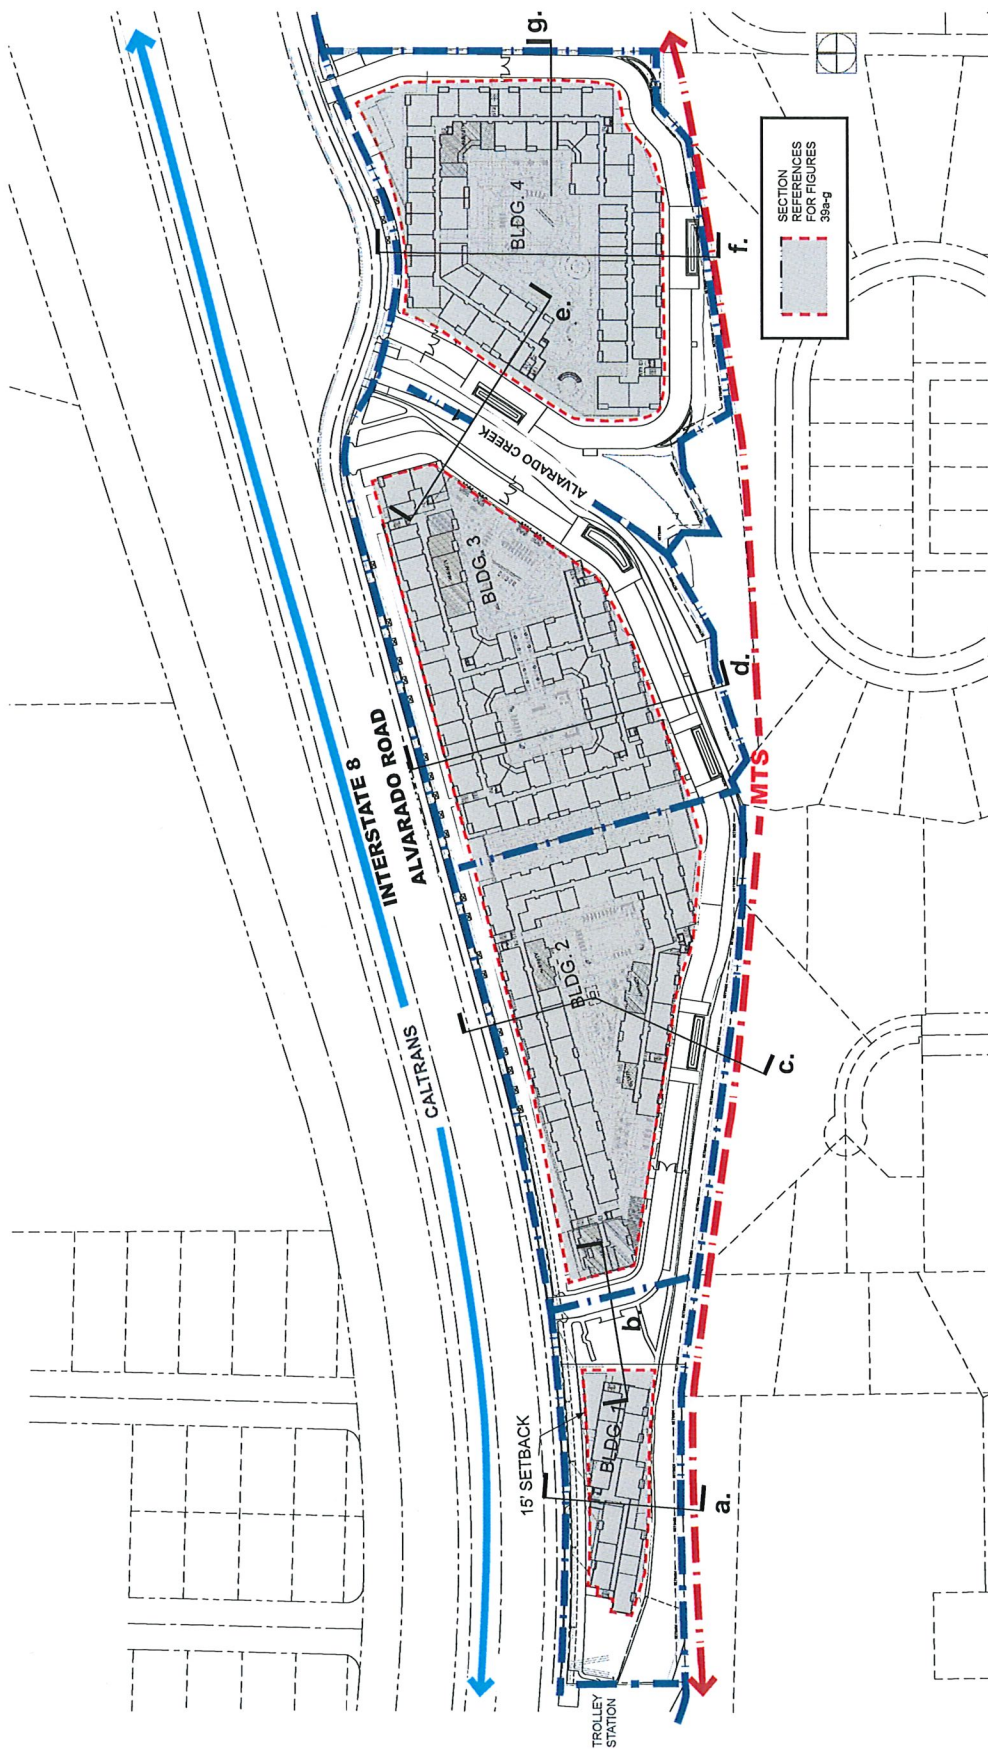 g.
SECTION
REFERENCES
FOR FIGURES
39a-g
BLDG. 4
f.
e.
1
ALVARADO CREEK
BLDG. 3
INTERSTATE 8
ALVARADO ROAD
d.
MTS
CALTRANS
BLDG. 2
c.
b.
15' SETBACK
BLDG. 1
a.
TROLLEY
STATION